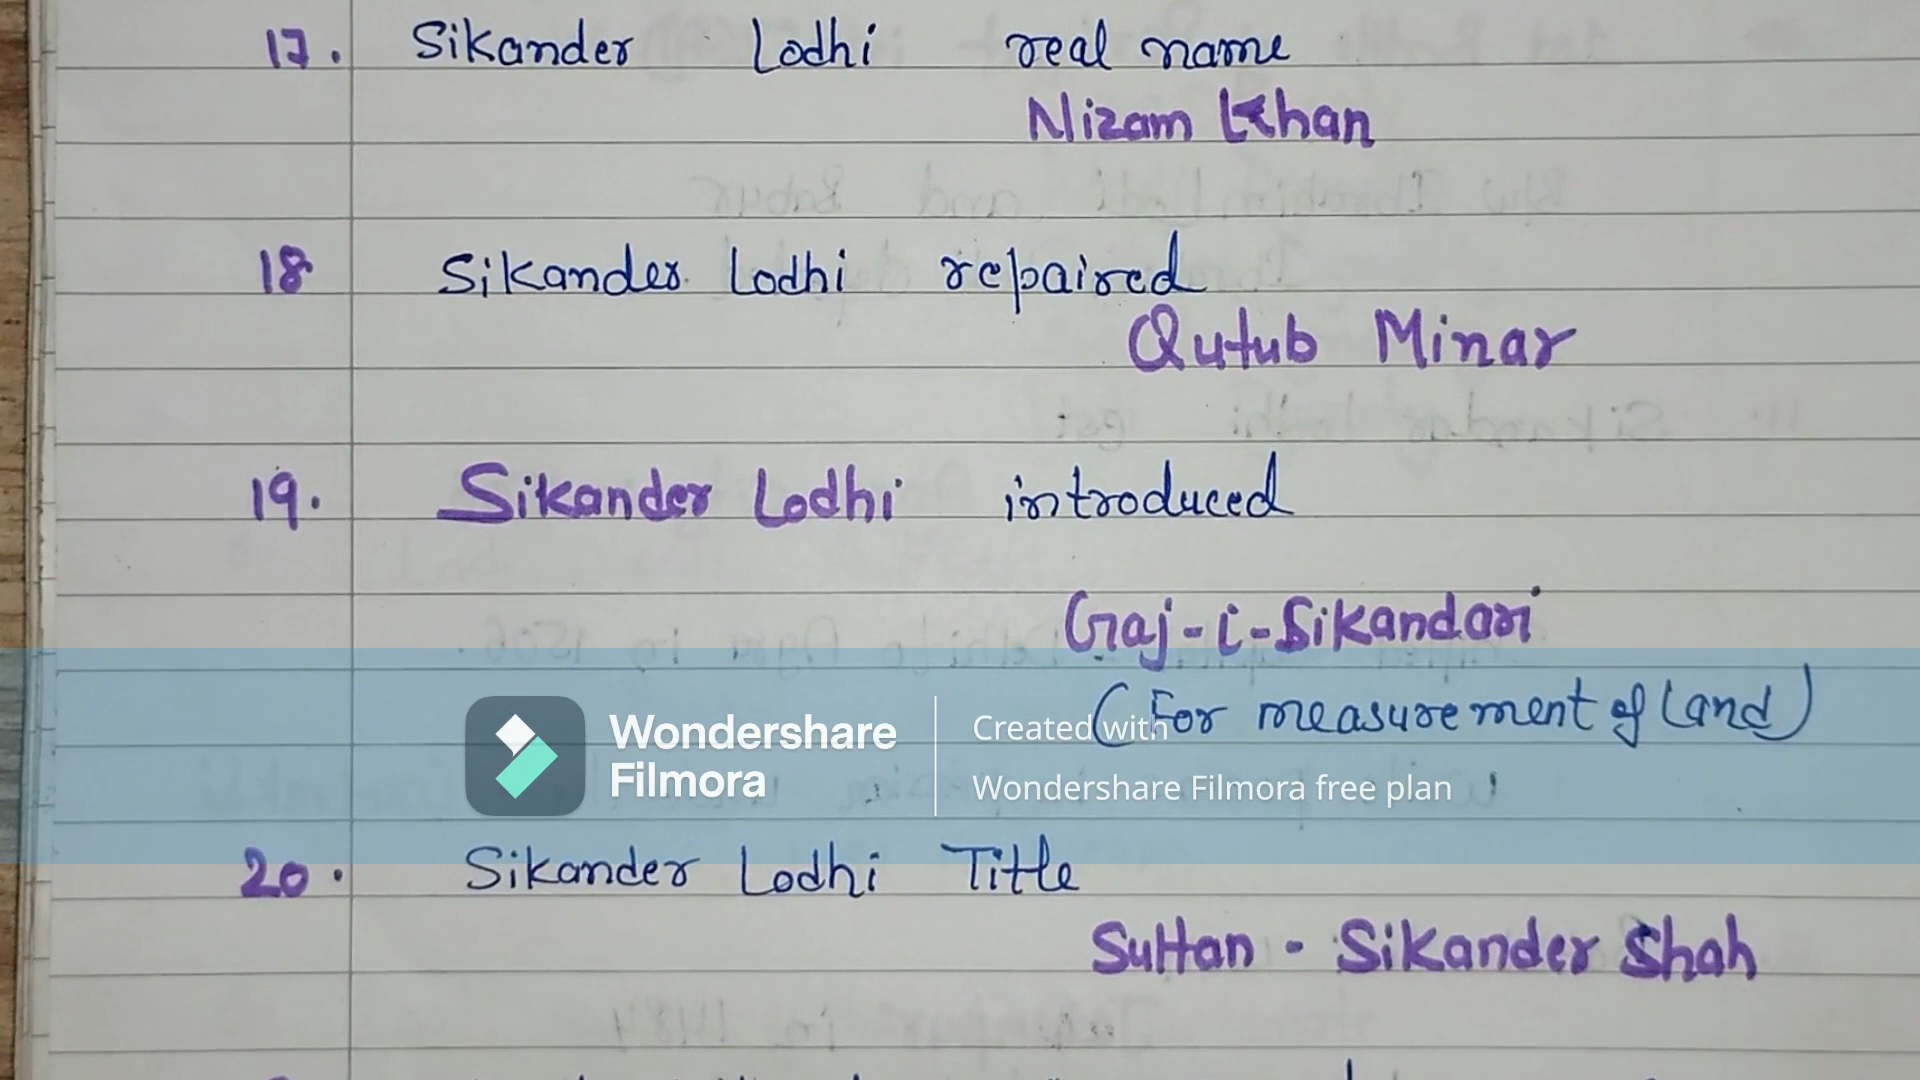 17. Sikander Lodhi real name
Nizam Khan
18 Sikander Lodhi repaired
Qutub Minar
19. Sikander Lodhi introduced
Gaj-i-Sikandari
(For measurement of land)
Wondershare
Filmora
Created with
Wondershare Filmora free plan
20. Sikander Lodhi Title
Sultan - Sikander Shah